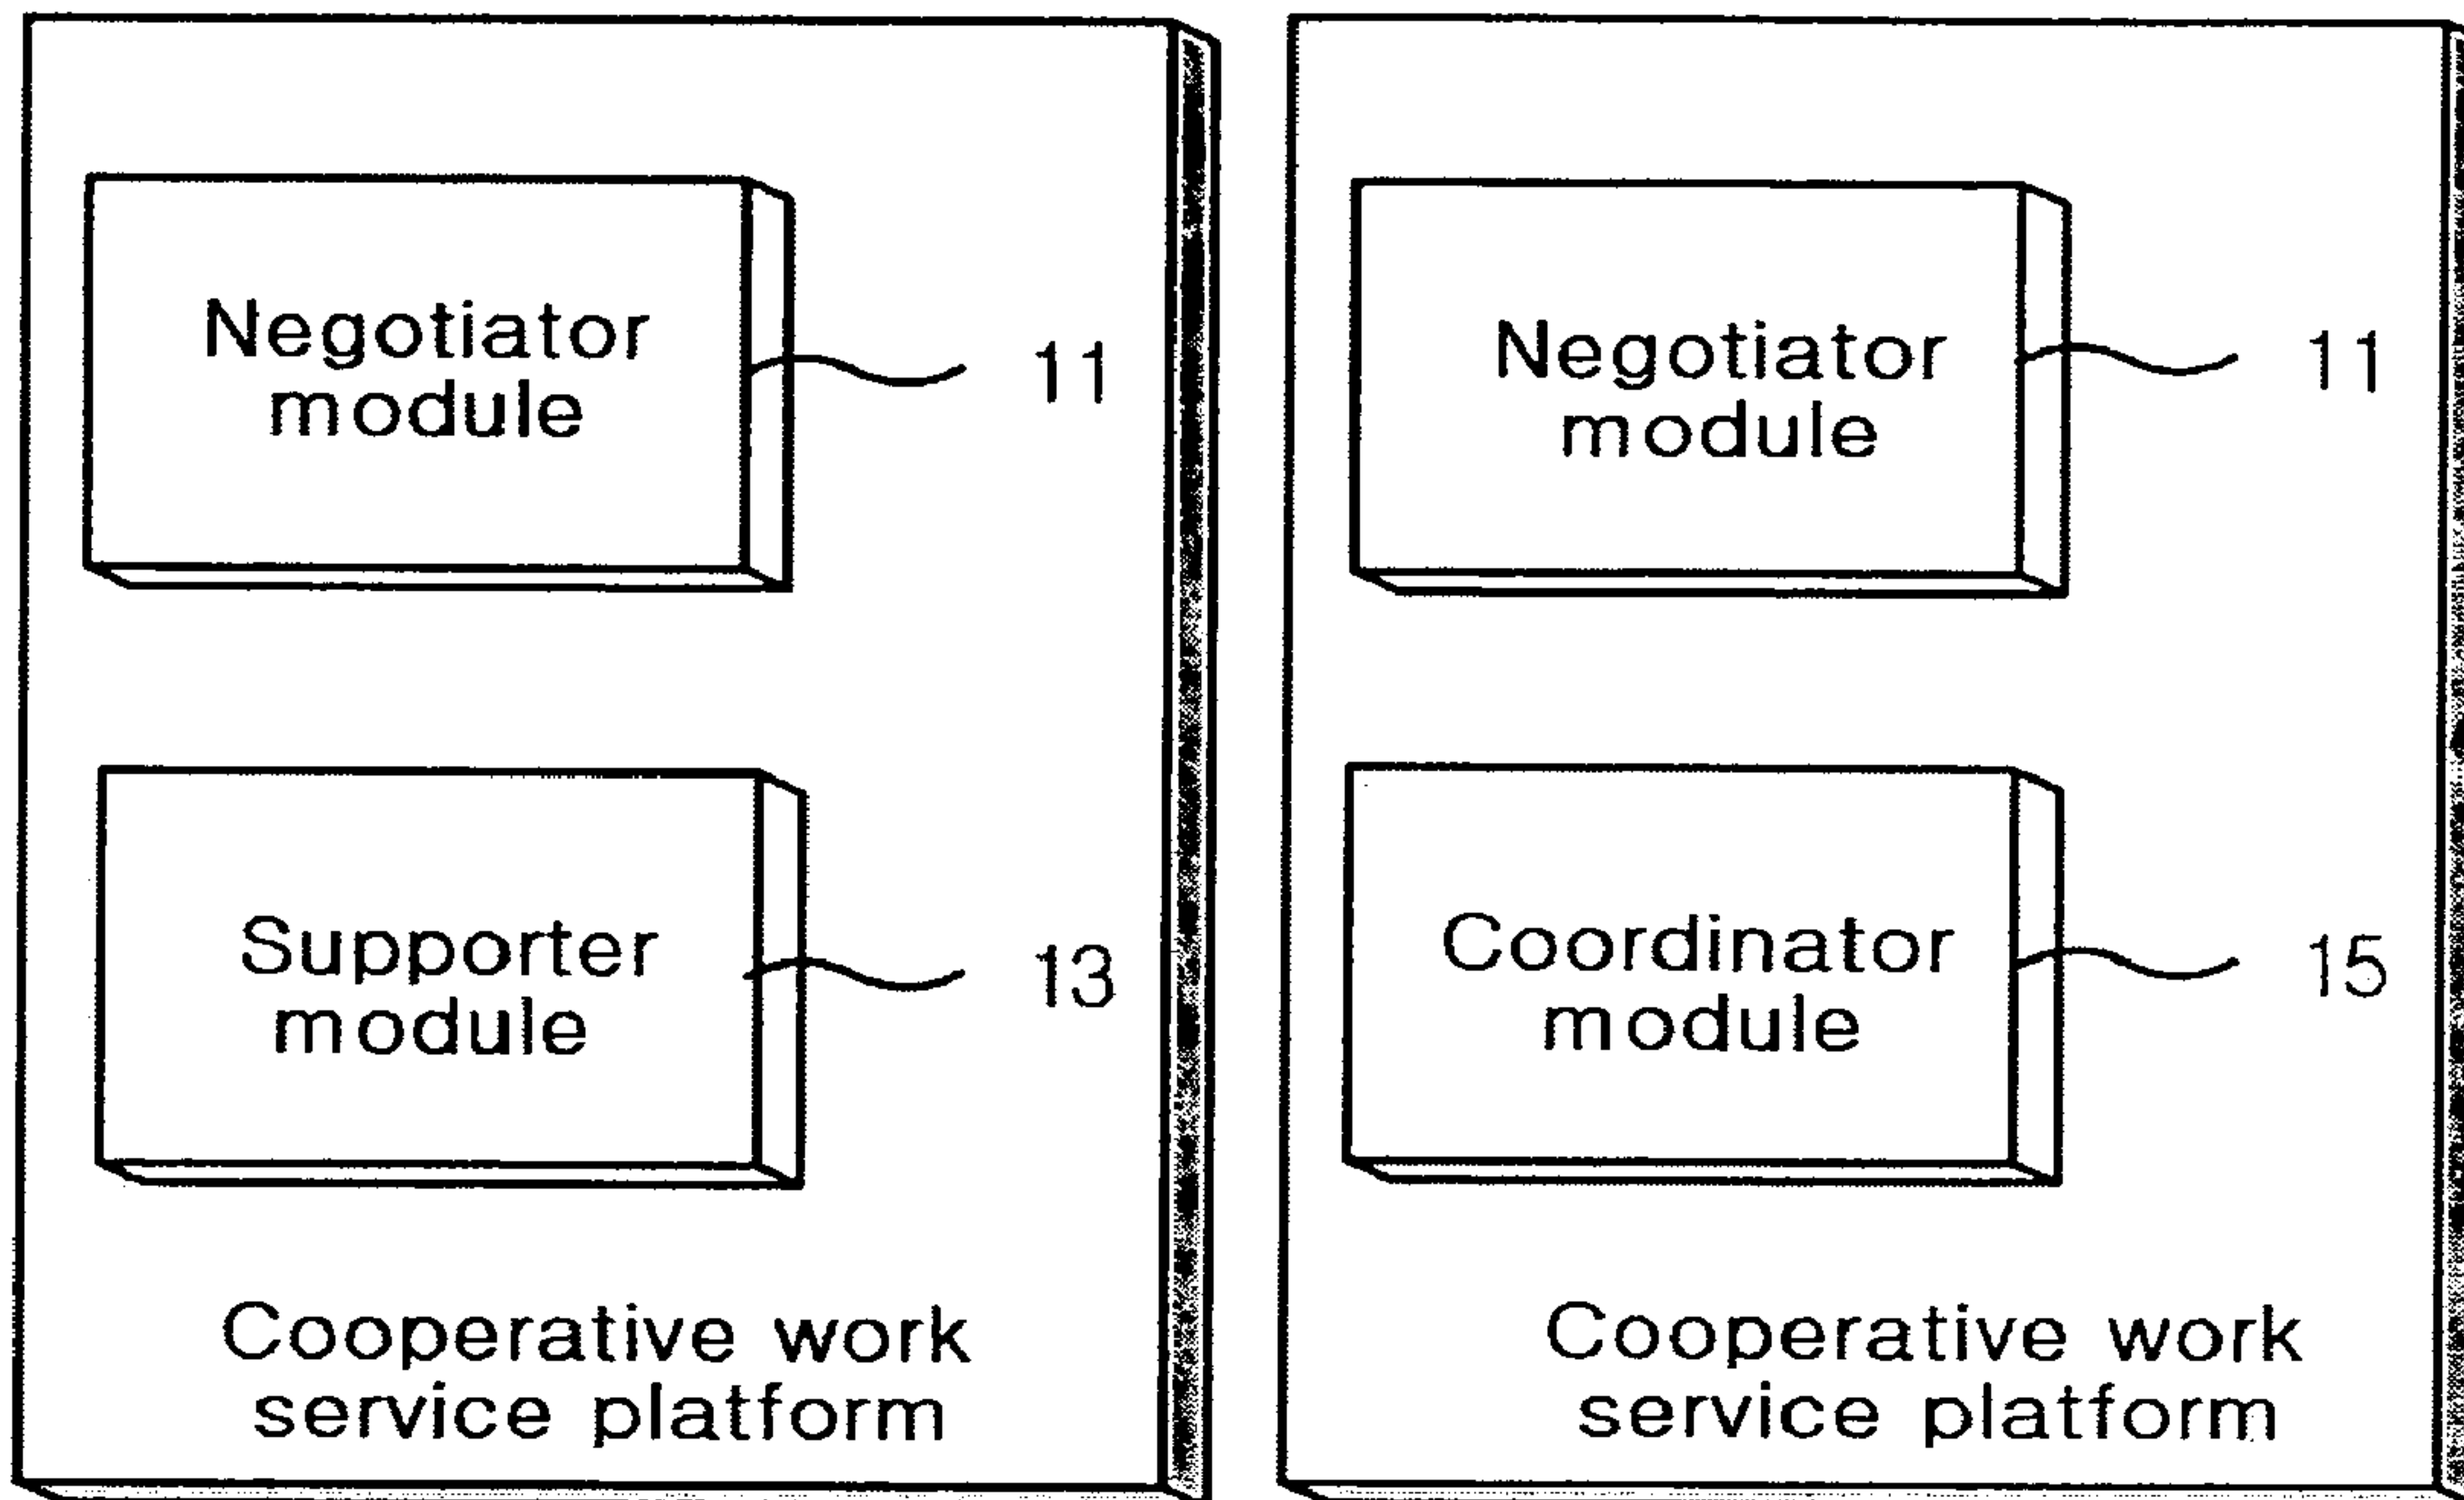 Negotiator
module
11
Supporter
module
13
Cooperative work
service platform
Negotiator
module
11
Coordinator
module
15
Cooperative work
service platform